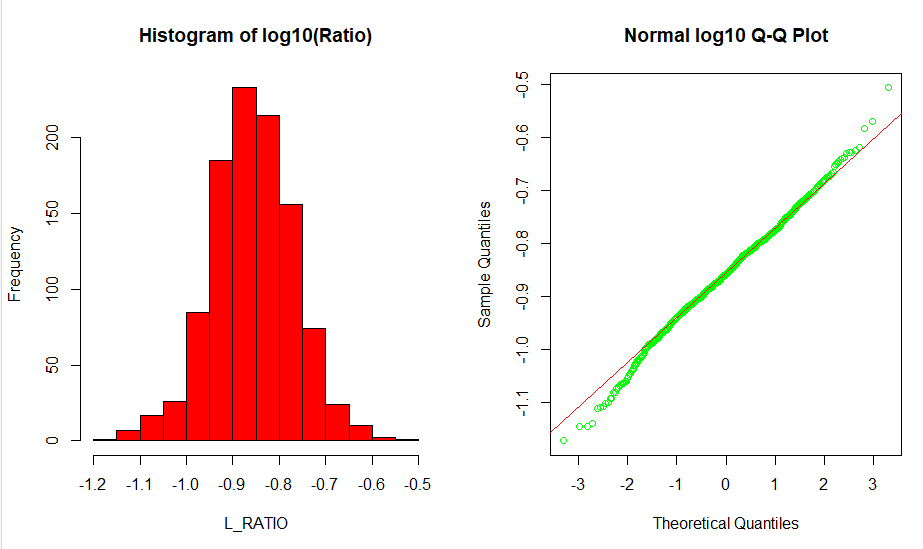 Histogram of log10(Ratio)
Frequency
0
50
100
150
200
-1.2 -1.1 -1.0 -0.9 -0.8 -0.7 -0.6 -0.5
L_RATIO
Normal log10 Q-Q Plot
Sample Quantiles
-1.1
-1.0
-0.9
-0.8
-0.7
-0.6
-0.5
-3 -2 -1 0 1 2 3
Theoretical Quantiles